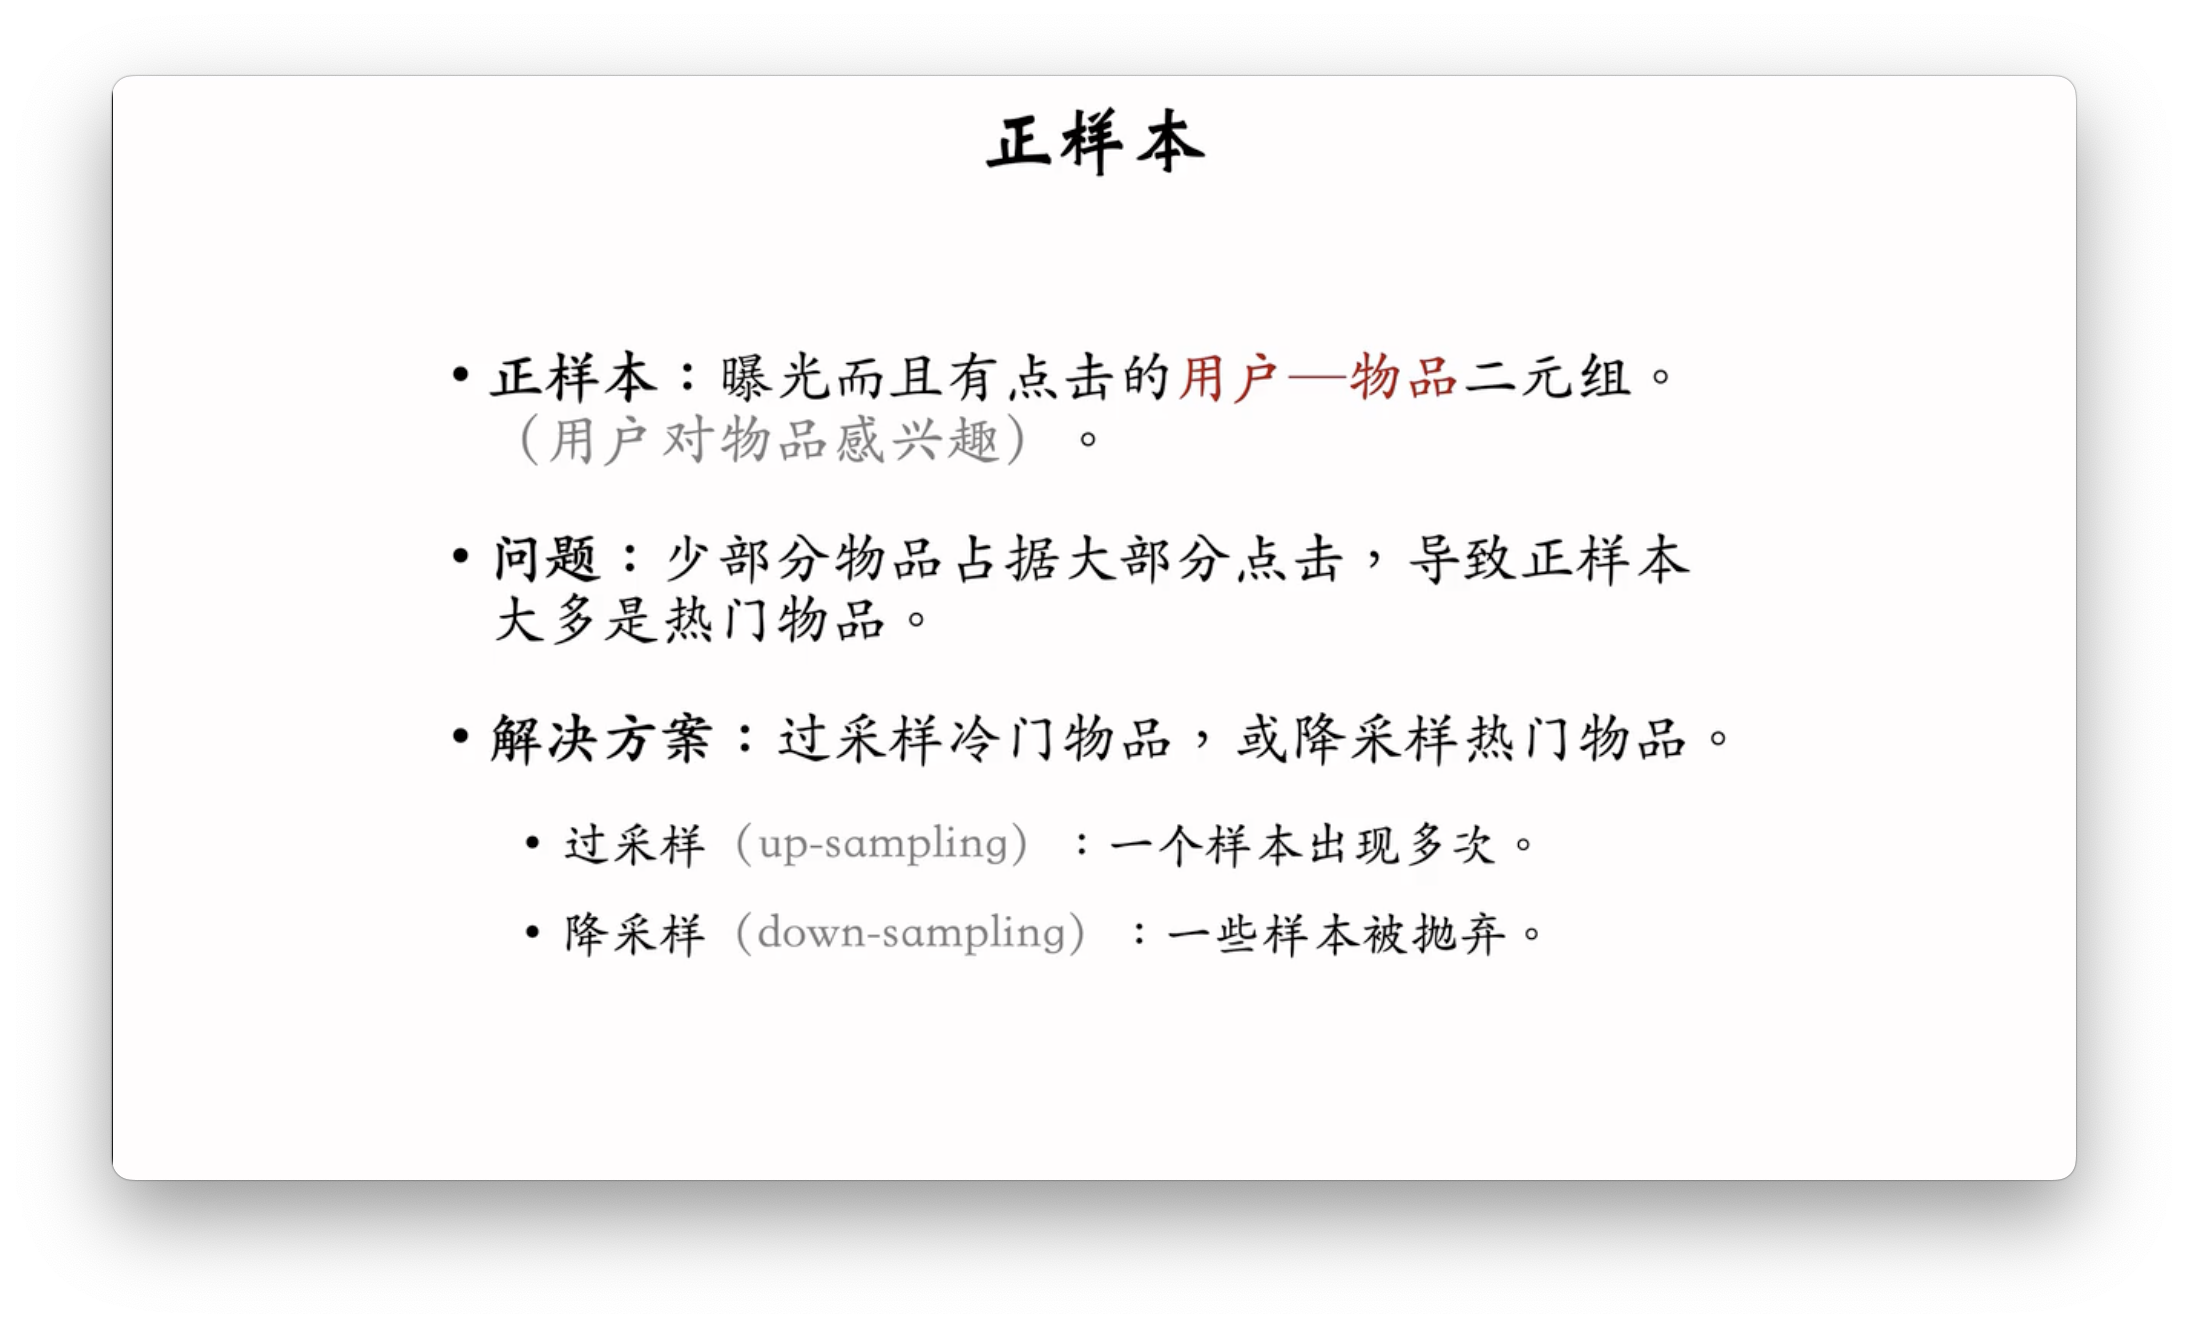 正样本
• 正样本：曝光而且有点击的用户—物品二元组。
（用户对物品感兴趣）。
• 问题：少部分物品占据大部分点击，导致正样本
大多是热门物品。
• 解决方案：过采样冷门物品，或降采样热门物品。
• 过采样（up-sampling）：一个样本出现多次。
• 降采样（down-sampling）：一些样本被抛弃。